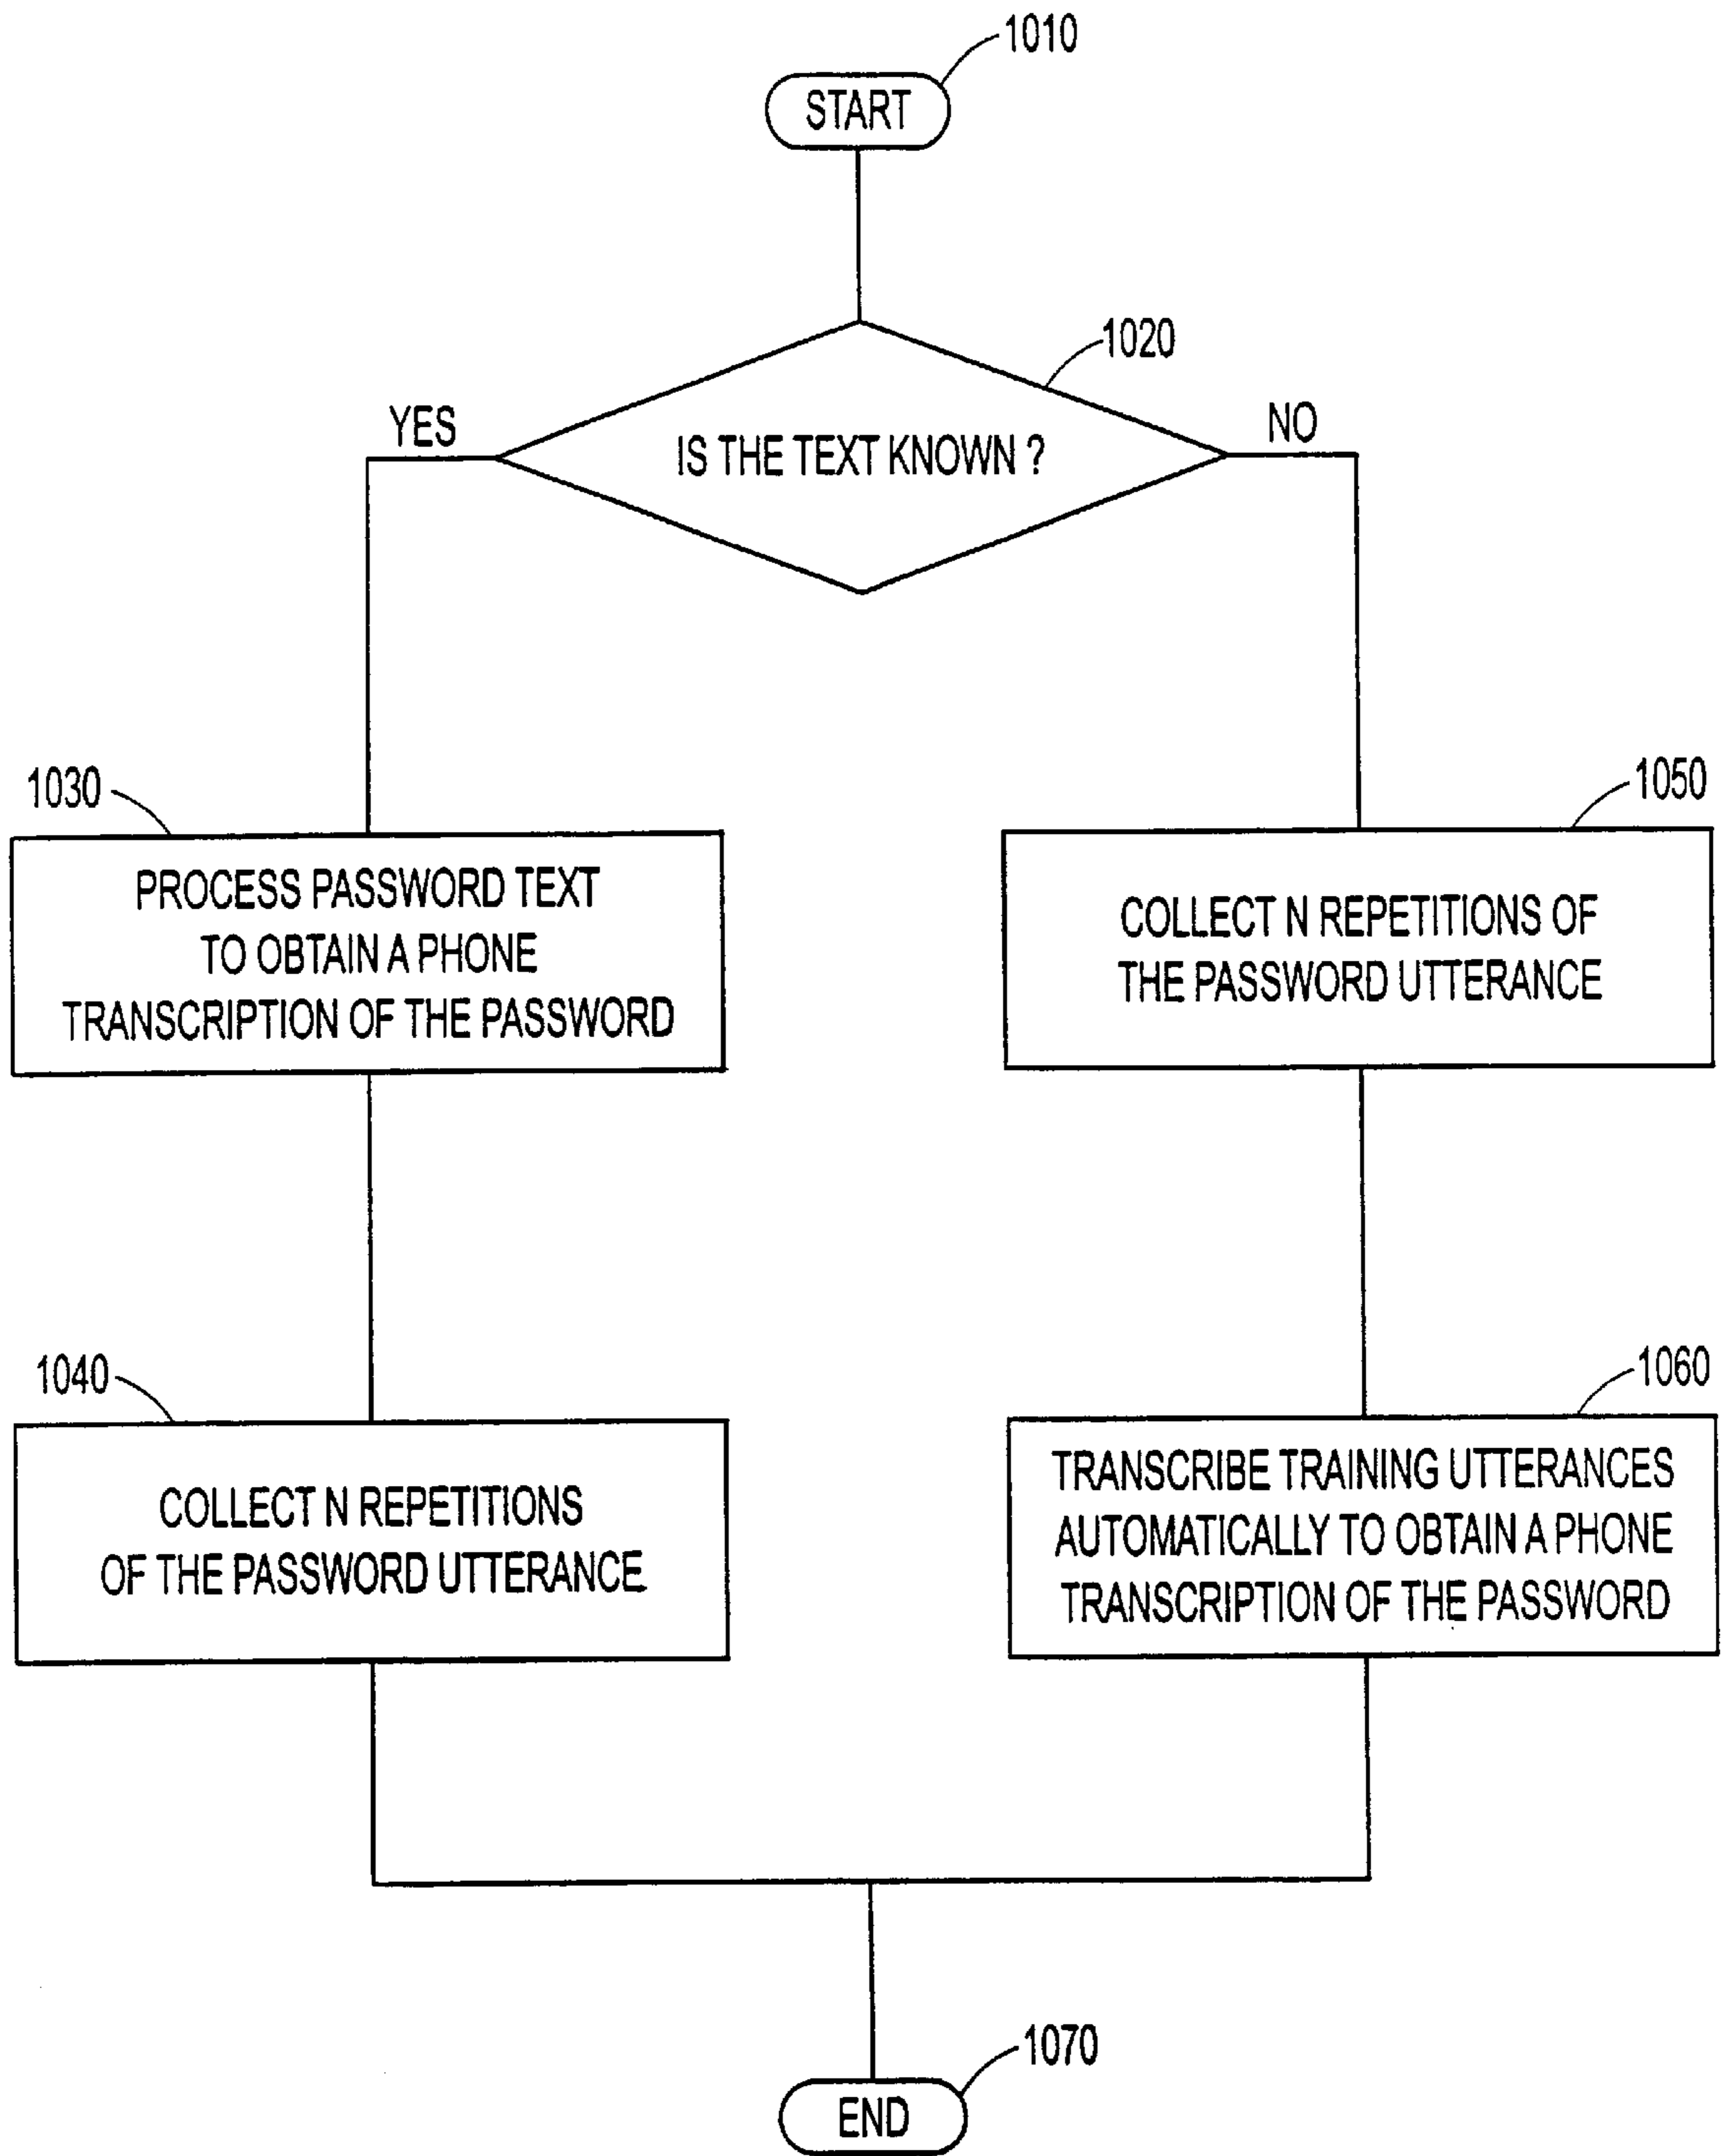 1010
START
1020
YES
IS THE TEXT KNOWN ?
NO
1030
PROCESS PASSWORD TEXT
TO OBTAIN A PHONE
TRANSCRIPTION OF THE PASSWORD
1050
COLLECT N REPETITIONS OF
THE PASSWORD UTTERANCE
1040
COLLECT N REPETITIONS
OF THE PASSWORD UTTERANCE
1060
TRANSCRIBE TRAINING UTTERANCES
AUTOMATICALLY TO OBTAIN A PHONE
TRANSCRIPTION OF THE PASSWORD
1070
END